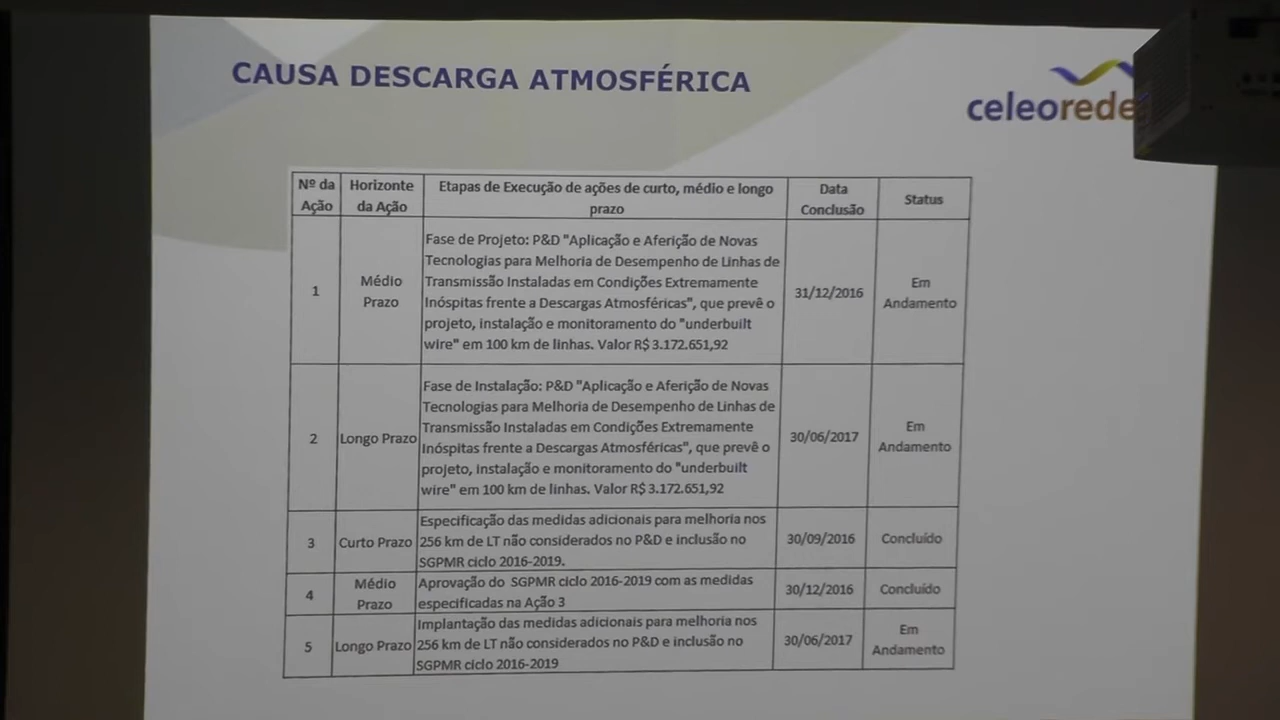 CAUSA DESCARGA ATMOSFÉRICA
celeorede
Nº da Ação
Horizonte da Ação
Etapas de Execução de ações de curto, médio e longo prazo
Data Conclusão
Status
1
Médio Prazo
Fase de Projeto: P&D "Aplicação e Aferição de Novas
Tecnologias para Melhoria de Desempenho de Linhas de
Transmissão Instaladas em Condições Extremamente
Inóspitas frente a Descargas Atmosféricas", que prevê o
projeto, instalação e monitoramento do "underbuilt
wire" em 100 km de linhas. Valor R$ 3.172.651,92
31/12/2016
Em Andamento
2
Longo Prazo
Fase de Instalação: P&D "Aplicação e Aferição de Novas
Tecnologias para Melhoria de Desempenho de Linhas de
Transmissão Instaladas em Condições Extremamente
Inóspitas frente a Descargas Atmosféricas", que prevê o
projeto, instalação e monitoramento do "underbuilt
wire" em 100 km de linhas. Valor R$ 3.172.651,92
30/06/2017
Em Andamento
3
Curto Prazo
Especificação das medidas adicionais para melhoria nos
256 km de LT não considerados no P&D e inclusão no
SGPMR ciclo 2016-2019.
30/09/2016
Concluído
4
Médio Prazo
Aprovação do SGPMR ciclo 2016-2019 com as medidas
especificadas na Ação 3
30/12/2016
Concluído
5
Longo Prazo
Implantação das medidas adicionais para melhoria nos
256 km de LT não considerados no P&D e inclusão no
SGPMR ciclo 2016-2019
30/06/2017
Em Andamento